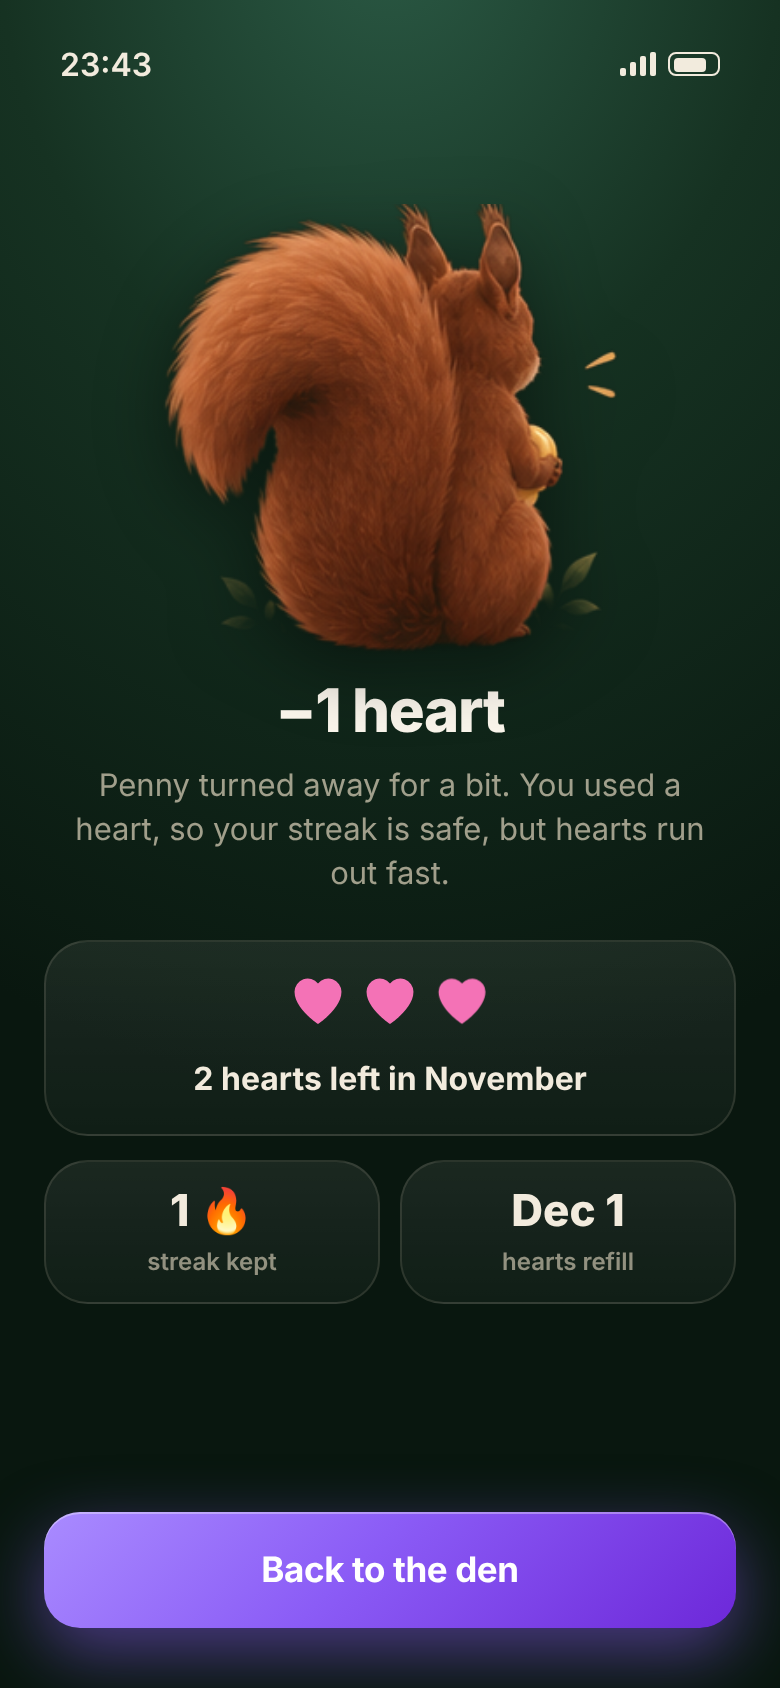 23:43
–1 heart
Penny turned away for a bit. You used a
heart, so your streak is safe, but hearts run
out fast.
2 hearts left in November
1 🔥
streak kept
Dec 1
hearts refill
Back to the den